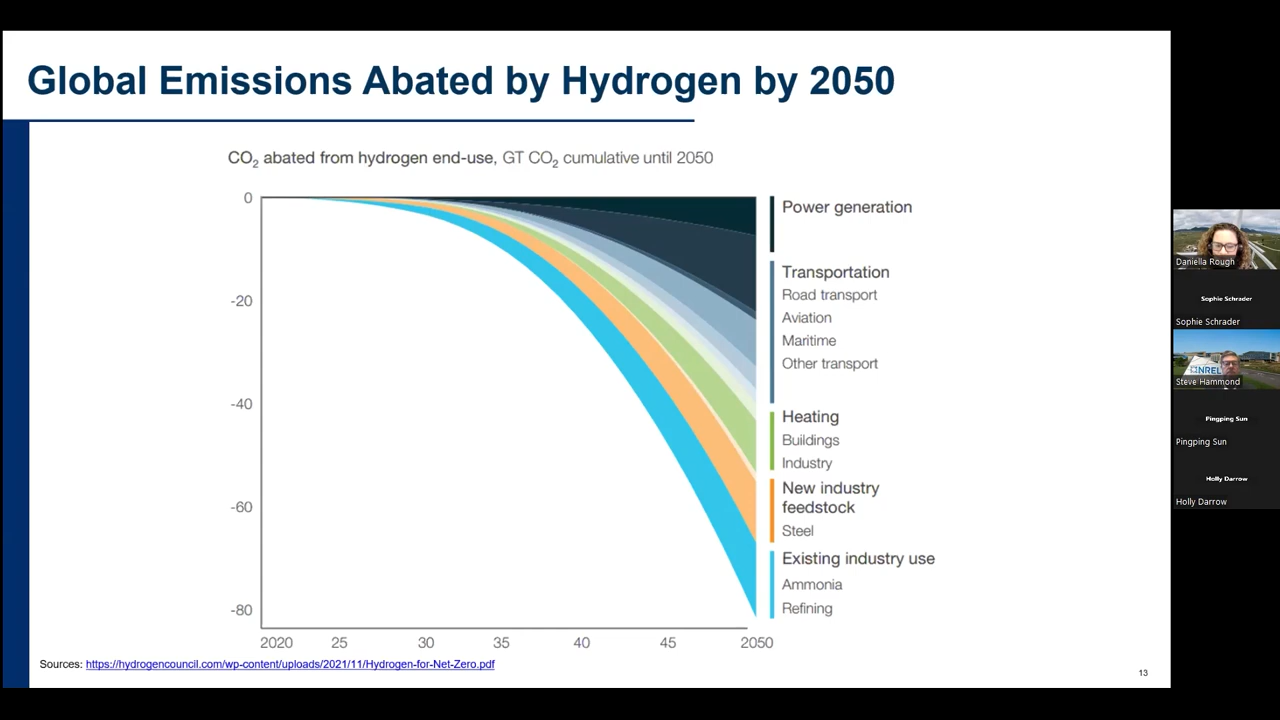 Global Emissions Abated by Hydrogen by 2050
CO₂ abated from hydrogen end-use, GT CO₂ cumulative until 2050
0
-20
-40
-60
-80
2020 25 30 35 40 45 2050
Power generation
Transportation
Road transport
Aviation
Maritime
Other transport
Heating
Buildings
Industry
New industry
feedstock
Steel
Existing industry use
Ammonia
Refining
Sources: https://hydrogencouncil.com/wp-content/uploads/2021/11/Hydrogen-for-Net-Zero.pdf
13
Daniella Rough
Sophie Schrader
Sophie Schrader
NREL
Steve Hammond
Pingping Sun
Pingping Sun
Holly Darrow
Holly Darrow